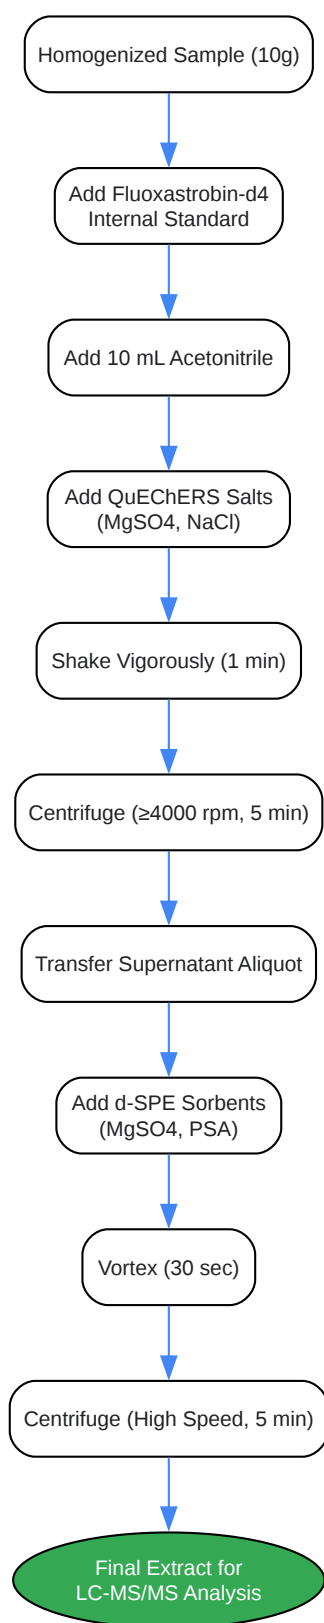 Homogenized Sample (10g)
Add Fluoxastrobin-d4
Internal Standard
Add 10 mL Acetonitrile
Add QuEChERS Salts
(MgSO4, NaCl)
Shake Vigorously (1 min)
Centrifuge (≥4000 rpm, 5 min)
Transfer Supernatant Aliquot
Add d-SPE Sorbents
(MgSO4, PSA)
Vortex (30 sec)
Centrifuge (High Speed, 5 min)
Final Extract for
LC-MS/MS Analysis